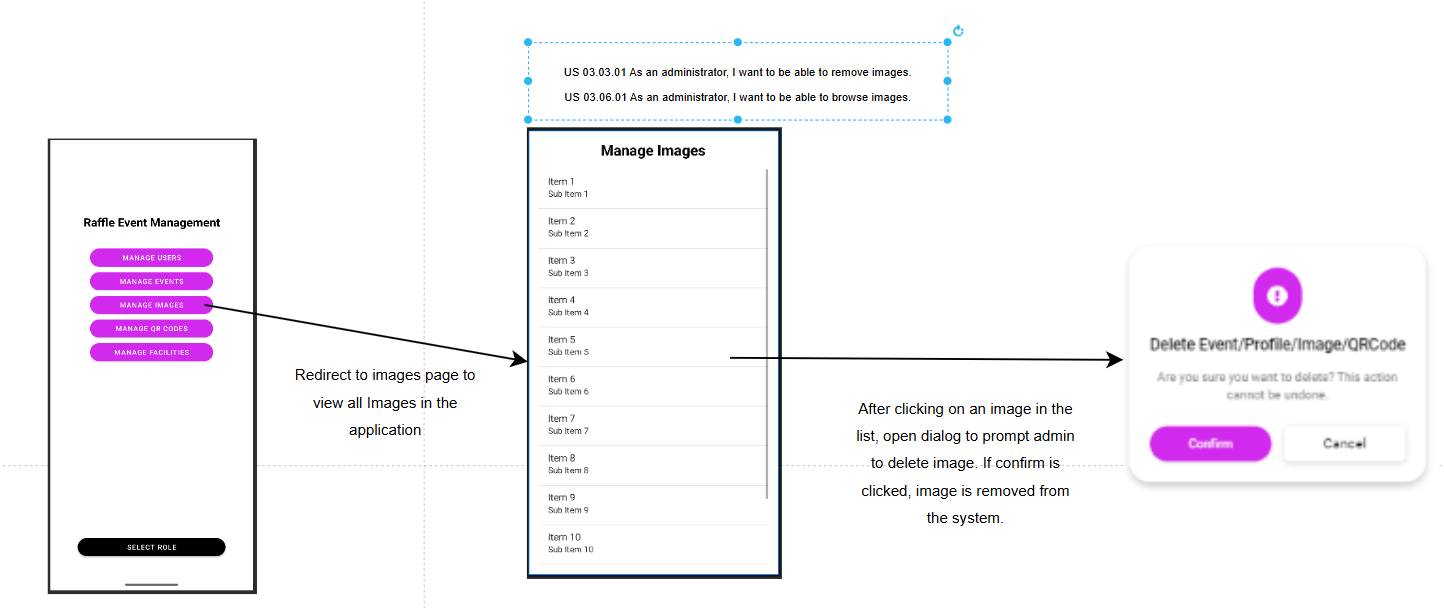 US 03.03.01 As an administrator, I want to be able to remove images.
US 03.06.01 As an administrator, I want to be able to browse images.
Raffle Event Management
MANAGE USERS
MANAGE EVENTS
MANAGE IMAGES
MANAGE QR CODES
MANAGE FACILITIES
SELECT ROLE
Redirect to images page to
view all Images in the
application
Manage Images
Item 1
Sub Item 1
Item 2
Sub Item 2
Item 3
Sub Item 3
Item 4
Sub Item 4
Item 5
Sub Item 5
Item 6
Sub Item 6
Item 7
Sub Item 7
Item 8
Sub Item 8
Item 9
Sub Item 9
Item 10
Sub Item 10
After clicking on an image in the
list, open dialog to prompt admin
to delete image. If confirm is
clicked, image is removed from
the system.
Delete Event/Profile/Image/QRCode
Are you sure you want to delete? This action
cannot be undone.
Confirm
Cancel